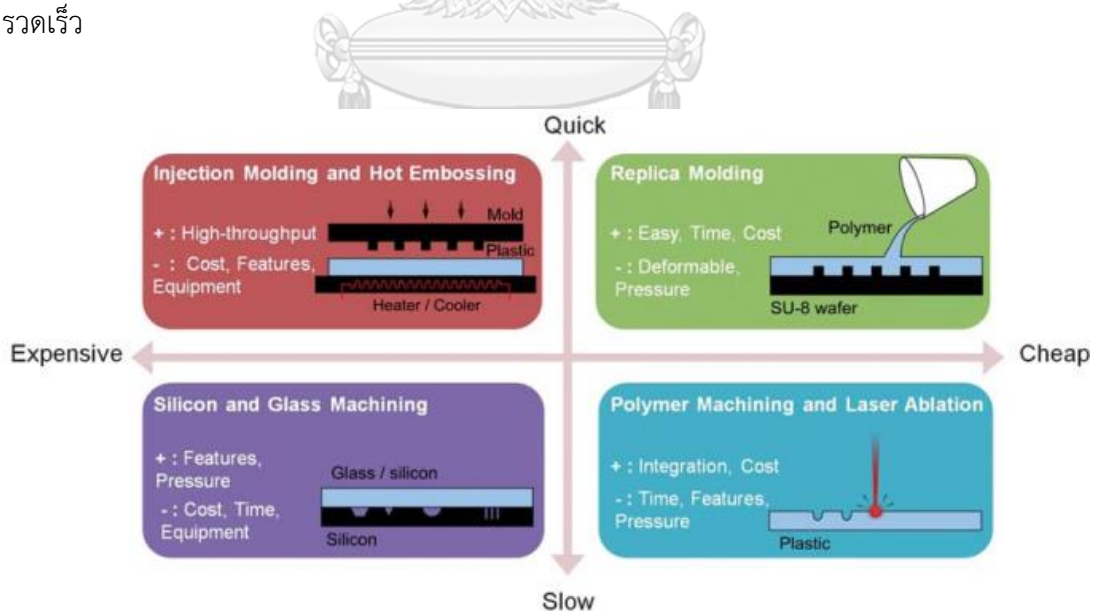 รวดเร็ว
Quick
Injection Molding and Hot Embossing
+ : High-throughput
- : Cost, Features,
Equipment
Mold
Plastic
Heater / Cooler
Replica Molding
+ : Easy, Time, Cost
- : Deformable,
Pressure
Polymer
SU-8 wafer
Expensive
Cheap
Silicon and Glass Machining
+ : Features,
Pressure
- : Cost, Time,
Equipment
Glass / silicon
Silicon
Polymer Machining and Laser Ablation
+ : Integration, Cost
- : Time, Features,
Pressure
Plastic
Slow